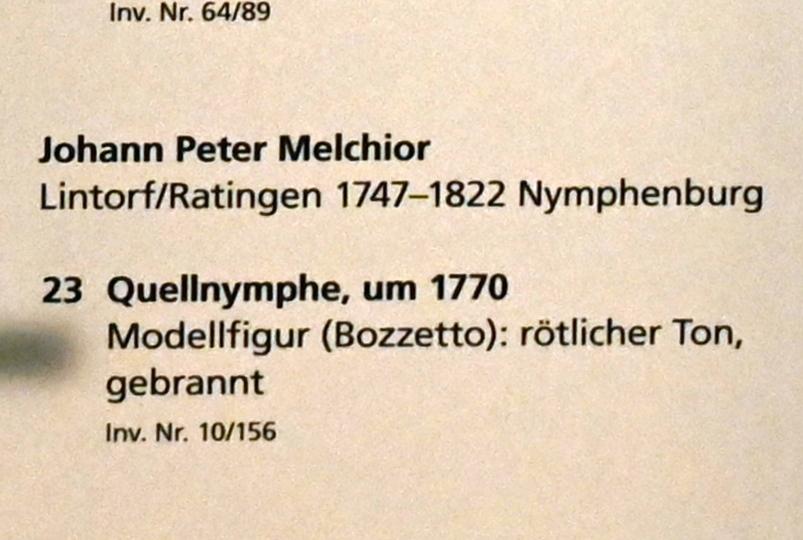 Inv. Nr. 64/89
Johann Peter Melchior
Lintorf/Ratingen 1747–1822 Nymphenburg
23 Quellnymphe, um 1770
Modellfigur (Bozzetto): rötlicher Ton,
gebrannt
Inv. Nr. 10/156